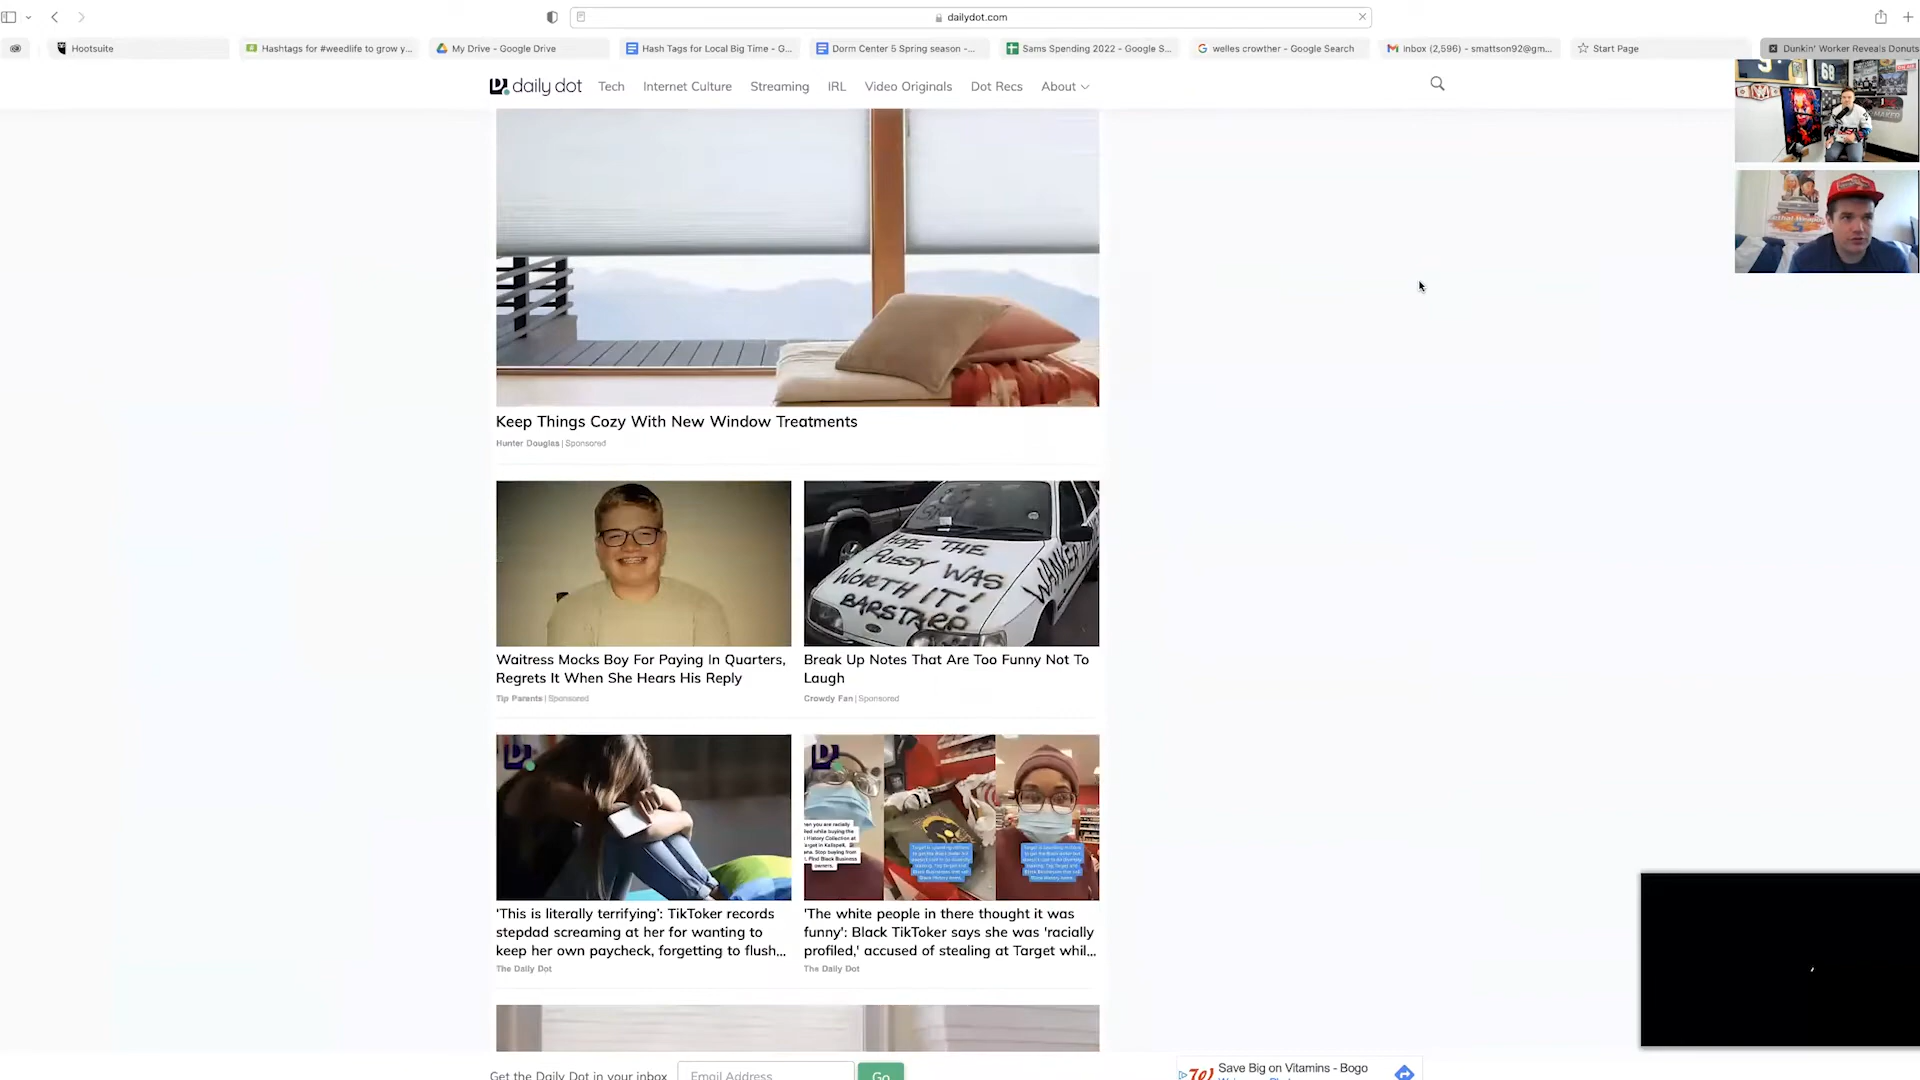 dailydot.com
Hootsuite
Hashtags for #weedlife to grow y...
My Drive - Google Drive
Hash Tags for Local Big Time - G...
Dorm Center 5 Spring season -...
Sams Spending 2022 - Google S...
welles crowther - Google Search
Inbox (2,596) - smattson92@gm...
Start Page
Dunkin' Worker Reveals Donuts
daily dot
Tech
Internet Culture
Streaming
IRL
Video Originals
Dot Recs
About
Keep Things Cozy With New Window Treatments
Hunter Douglas | Sponsored
HOPE THE
PUSSY WAS
WORTH IT!
BARSTARD
WANKER
Waitress Mocks Boy For Paying In Quarters,
Regrets It When She Hears His Reply
Tip Parents | Sponsored
Break Up Notes That Are Too Funny Not To
Laugh
Crowdy Fan | Sponsored
'This is literally terrifying': TikToker records
stepdad screaming at her for wanting to
keep her own paycheck, forgetting to flush...
The Daily Dot
'The white people in there thought it was
funny': Black TikToker says she was 'racially
profiled,' accused of stealing at Target whil...
The Daily Dot
Get the Daily Dot in your inbox
Email Address
Go
Save Big on Vitamins - Bogo